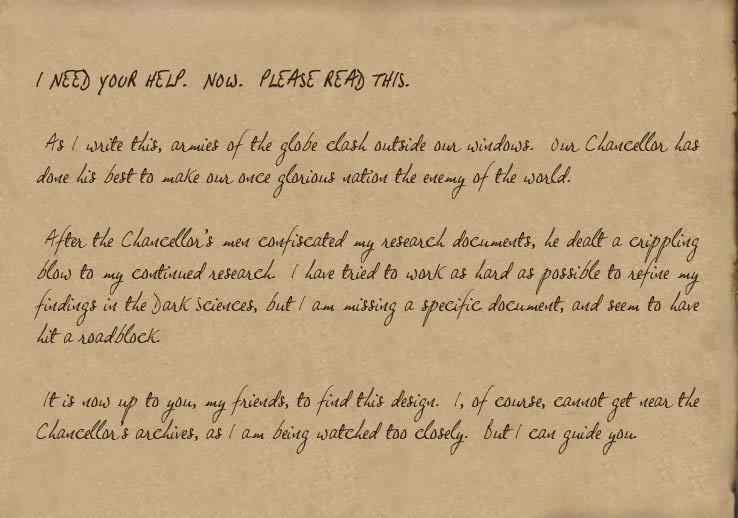 I NEED YOUR HELP. NOW. PLEASE READ THIS.
As I write this, armies of the globe clash outside our windows. Our Chancellor has
done his best to make our once glorious nation the enemy of the world.
After the Chancellor's men confiscated my research documents, he dealt a crippling
blow to my continued research. I have tried to work as hard as possible to refine my
findings in the Dark Sciences, but I am missing a specific document, and seem to have
hit a roadblock.
It is now up to you, my friends, to find this design. I, of course, cannot get near the
Chancellor's archives, as I am being watched too closely. But I can guide you.